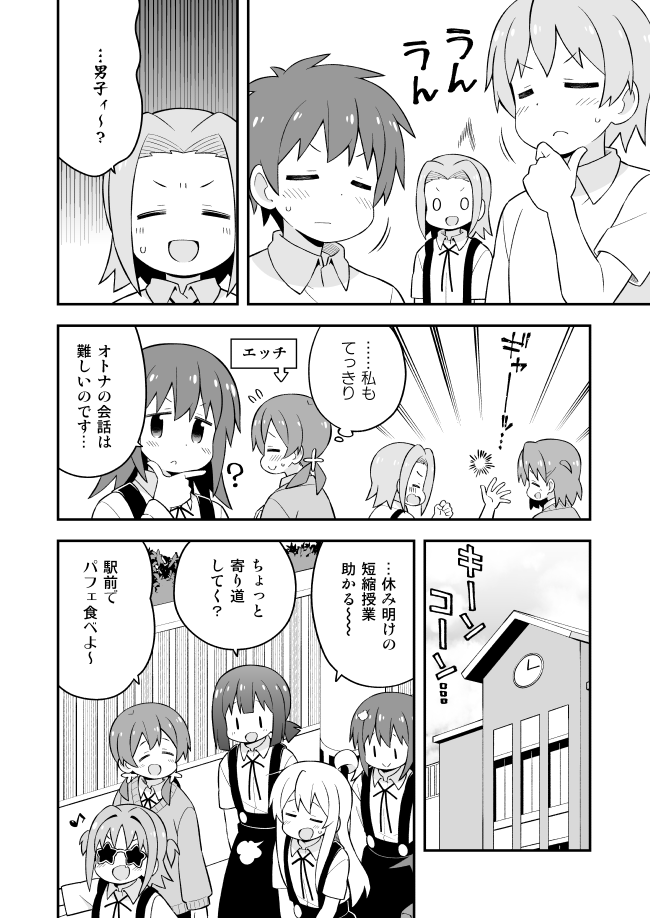 うん
うん
…男子ィ～?
ギャーーッ…
……私も
てっきり
エッチ
?
オトナの会話は
難しいのです…
キーン
コーン…
…休み明けの
短縮授業
助かる～～
ちょっと
寄り道
して～?
駅前で
パフェ食べよ～
♪